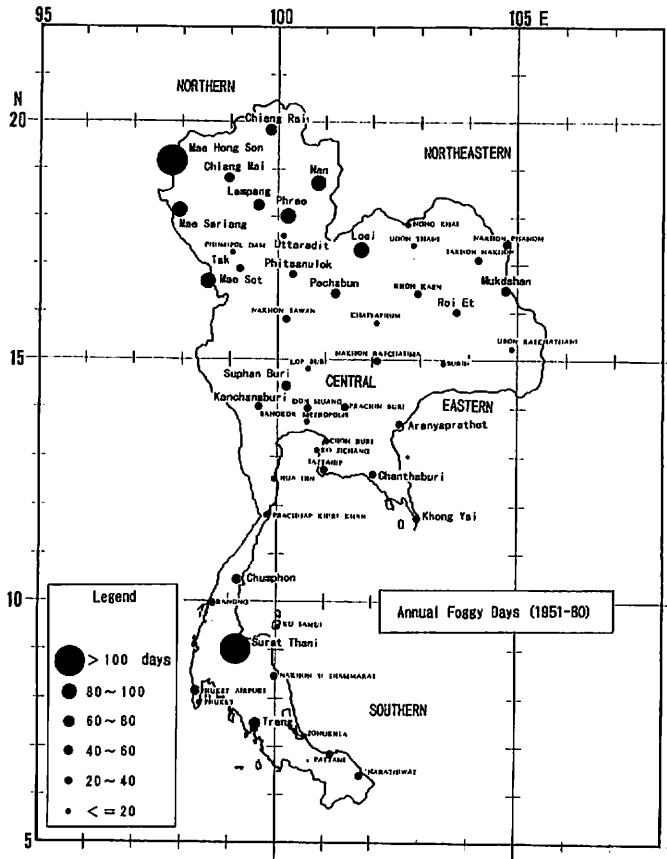 95
100
105 E
N
NORTHERN
20
Chiang Rai
Mae Hong Son
NORTHEASTERN
Chiang Mai
Nan
Lampang
Phrae
Mae Sariang
NONG KHAI
Uttaradit
Loei
UDON THANI
NAKHON PHANOM
Tak
Phitsanulok
Mae Sot
Pechabun
KHON KAEN
Mukdahan
Roi Et
NAKHON SAWAN
CHAIYAPHUM
UBON RATCHATHANI
15
NAKHON RATCHASIMA
LOP BURI
SURIN
Suphan Buri
CENTRAL
Kanchanaburi
DON MUANG
PRACHIN BURI
EASTERN
BANGKOK METROPOLIS
Aranyaprathet
CHON BURI
KO SICHANG
SATTAHIP
HUA HIN
Chanthaburi
PRACHUAP KHIRI KHAN
Khong Yai
Chumphon
Legend
10
RANONG
Annual Foggy Days (1951-80)
KO SAMUI
> 100 days
Surat Thani
80~100
NAKHON SI THAMMARAT
PHUKET AIRPORT
PHUKET
60~80
SOUTHERN
Trang
40~60
SONGKHLA
20~40
PATTANI
NARATHIWAT
<=20
5